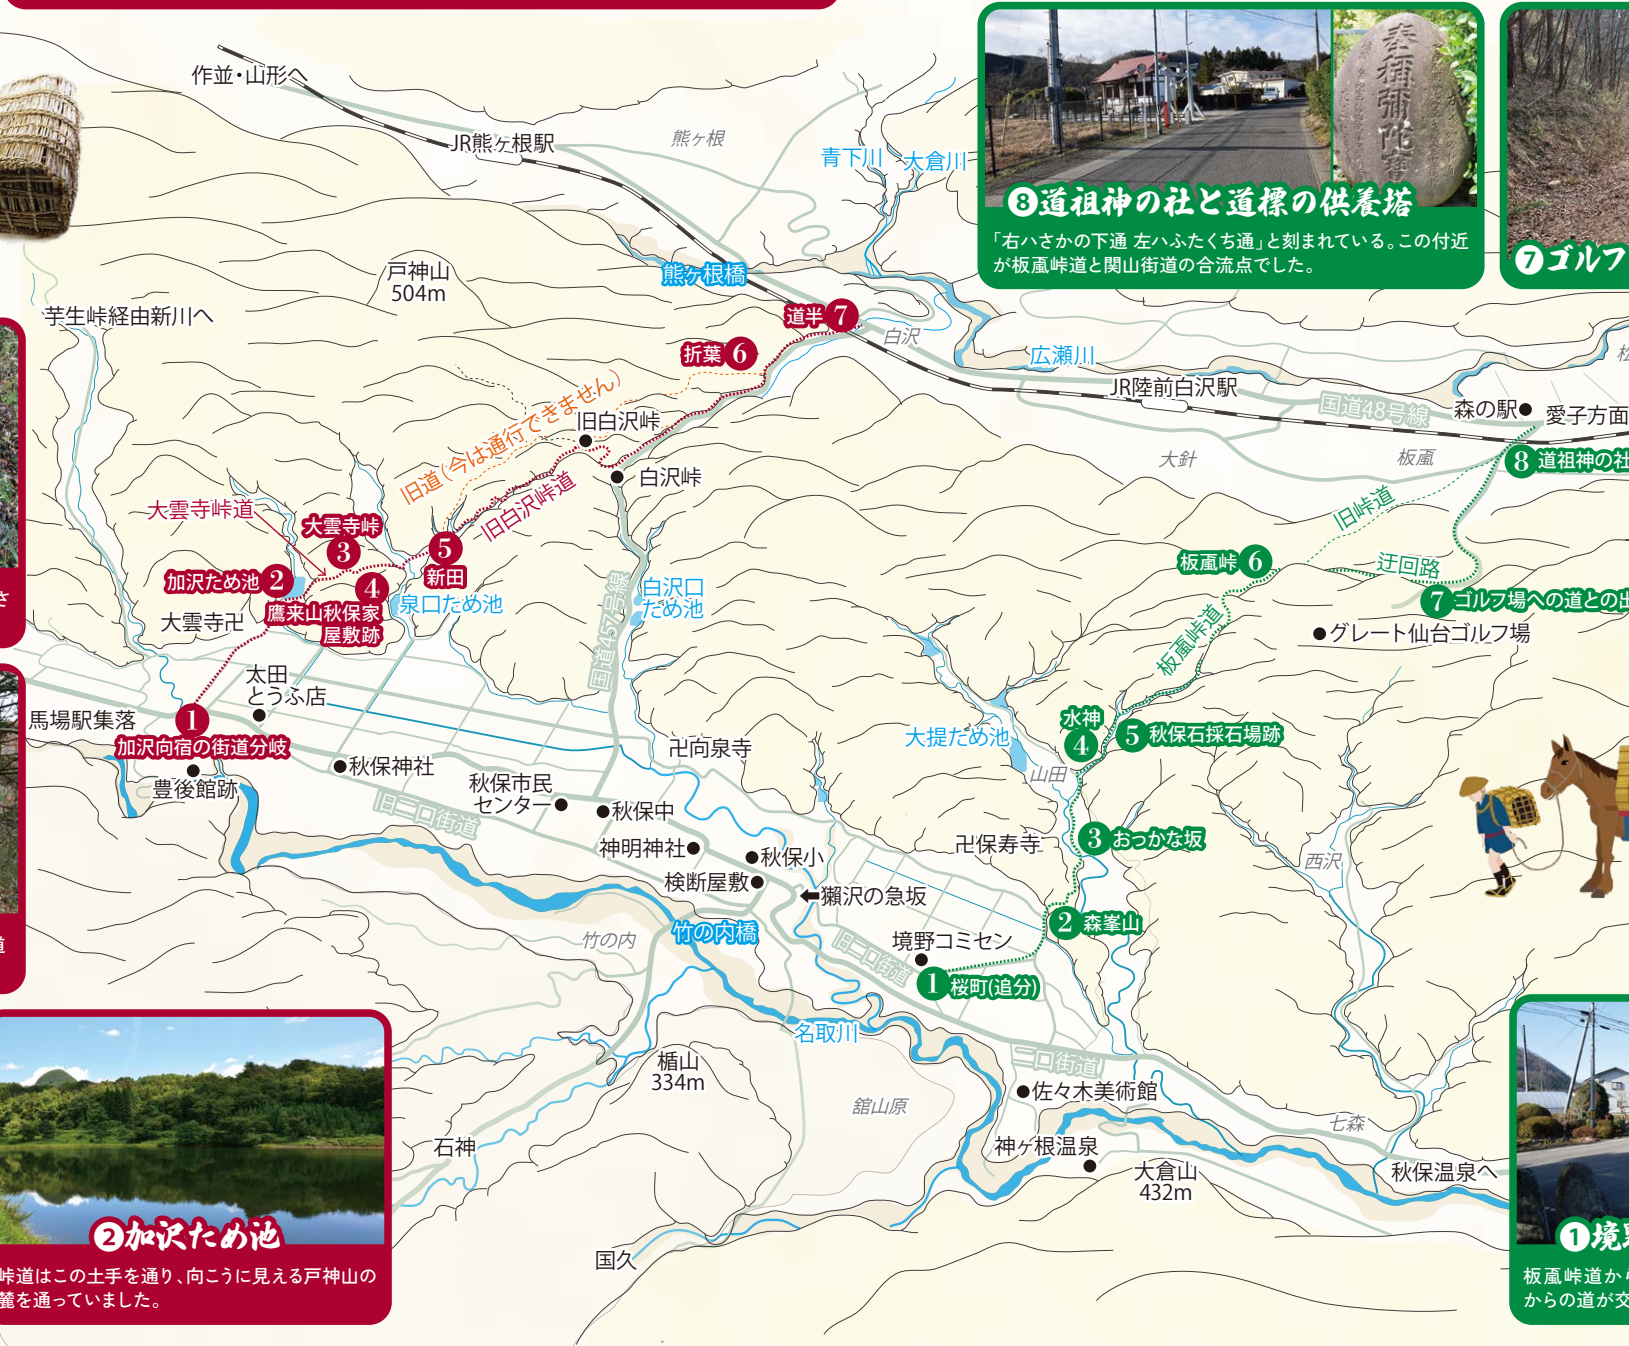 作並・山形へ
JR熊ヶ根駅
熊ヶ根
青下川
大倉川
戸神山
504m
熊ヶ根橋
芋生峠経由新川へ
道半 7
白沢
折葉 6
広瀬川
JR陸前白沢駅
国道48号線
森の駅
愛子方面
旧道(今は通行できません)
旧白沢峠
白沢峠
旧白沢峠道
大針
板颪
8 道祖神の社
旧峠道
迂回路
板颪峠 6
7 ゴルフ場への道との出
グレート仙台ゴルフ場
板颪峠道
大雲寺峠道
大雲寺峠
3
5
新田
加沢ため池 2
4
鷹来山秋保家
屋敷跡
泉口ため池
大雲寺卍
国道457号線
白沢口
ため池
太田
とうふ店
馬場駅集落
1
加沢向宿の街道分岐
豊後館跡
秋保神社
旧二口街道
秋保市民
センター
秋保中
卍向泉寺
神明神社
秋保小
検断屋敷
獺沢の急坂
大提ため池
水神
4
5 秋保石採石場跡
山田
卍保寿寺
3 おっかな坂
西沢
2 森峯山
境野コミセン
1 桜町(追分)
旧二口街道
竹の内
竹の内橋
名取川
楯山
334m
舘山原
二口街道
佐々木美術館
七森
神ヶ根温泉
大倉山
432m
秋保温泉へ
石神
国久
8道祖神の社と道標の供養塔
「右ハさかの下通 左ハふたくち通」と刻まれている。この付近
が板颪峠道と関山街道の合流点でした。
7ゴルフ
さ
道
2加沢ため池
峠道はこの土手を通り、向こうに見える戸神山の
麓を通っていました。
1境
板颪峠道か
からの道が交